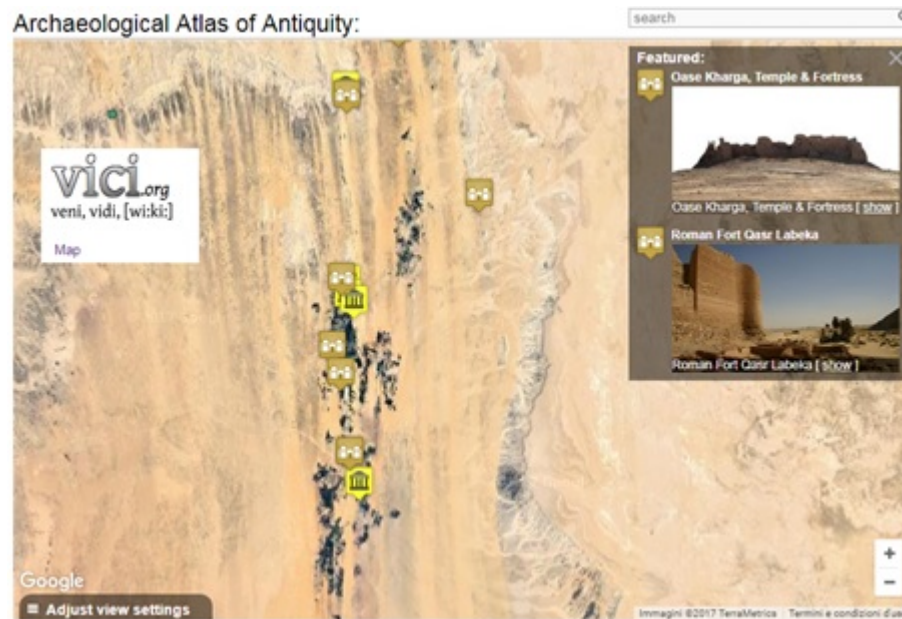 Archaeological Atlas of Antiquity:
search
Featured:
Oase Kharga, Temple & Fortress
Oase Kharga, Temple & Fortress [ show ]
Roman Fort Qasr Labeka
Roman Fort Qasr Labeka [ show ]
vici.org
veni, vidi, [wi:ki:]
Map
Google
Adjust view settings
Immagini ©2017 TerraMetrics
Termini e condizioni d'uso